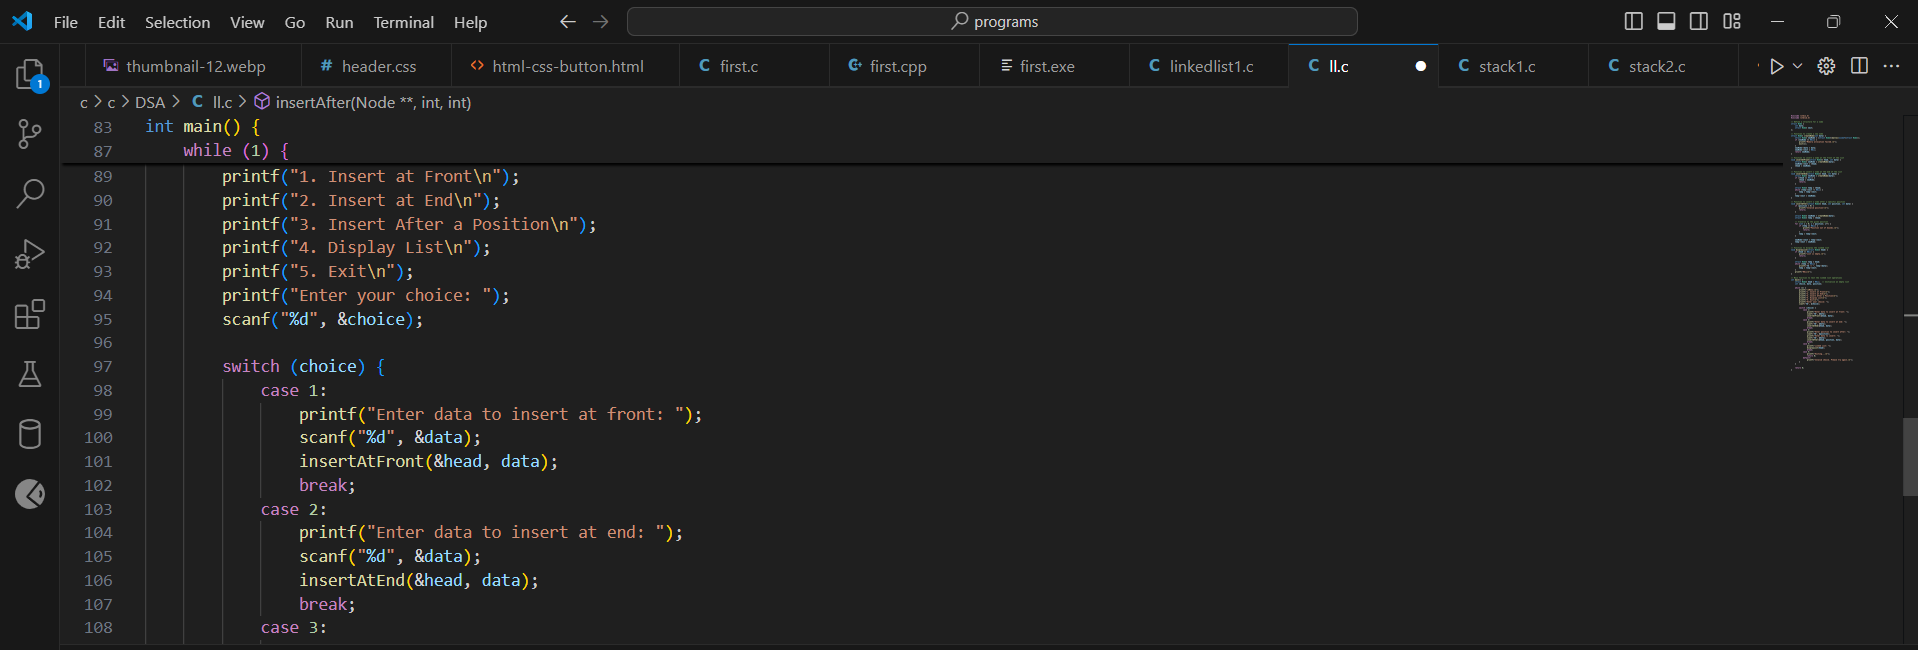 File Edit Selection View Go Run Terminal Help
programs
1
thumbnail-12.webp
# header.css
<> html-css-button.html
C first.c
C+ first.cpp
first.exe
C linkedlist1.c
C ll.c
C stack1.c
C stack2.c
c > c > DSA > C ll.c > insertAfter(Node **, int, int)
83 int main() {
87 while (1) {
89 printf("1. Insert at Front\n");
90 printf("2. Insert at End\n");
91 printf("3. Insert After a Position\n");
92 printf("4. Display List\n");
93 printf("5. Exit\n");
94 printf("Enter your choice: ");
95 scanf("%d", &choice);
96
97 switch (choice) {
98 case 1:
99 printf("Enter data to insert at front: ");
100 scanf("%d", &data);
101 insertAtFront(&head, data);
102 break;
103 case 2:
104 printf("Enter data to insert at end: ");
105 scanf("%d", &data);
106 insertAtEnd(&head, data);
107 break;
108 case 3: